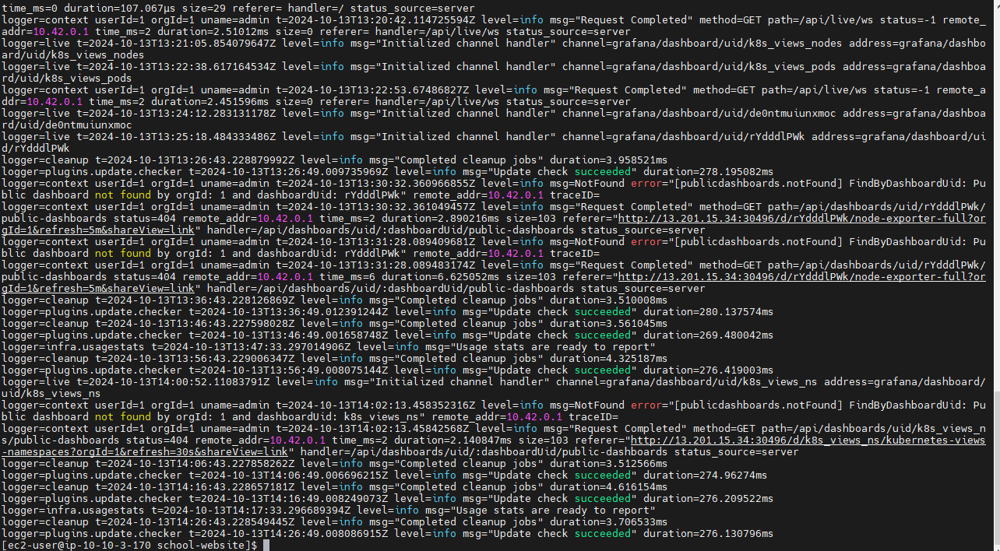 time_ms=0 duration=107.067µs size=29 referer= handler=/ status_source=server
logger=context userId=1 orgId=1 uname=admin t=2024-10-13T13:20:42.114725594Z level=info msg="Request Completed" method=GET path=/api/live/ws status=-1 remote_
addr=10.42.0.1 time_ms=2 duration=2.51012ms size=0 referer= handler=/api/live/ws status_source=server
logger=live t=2024-10-13T13:21:05.854079647Z level=info msg="Initialized channel handler" channel=grafana/dashboard/uid/k8s_views_nodes address=grafana/dashbo
ard/uid/k8s_views_nodes
logger=live t=2024-10-13T13:22:38.617164534Z level=info msg="Initialized channel handler" channel=grafana/dashboard/uid/k8s_views_pods address=grafana/dashboa
rd/uid/k8s_views_pods
logger=context userId=1 orgId=1 uname=admin t=2024-10-13T13:22:53.67486827Z level=info msg="Request Completed" method=GET path=/api/live/ws status=-1 remote_a
ddr=10.42.0.1 time_ms=2 duration=2.451596ms size=0 referer= handler=/api/live/ws status_source=server
logger=live t=2024-10-13T13:24:12.283131178Z level=info msg="Initialized channel handler" channel=grafana/dashboard/uid/de0ntmuiunxmoc address=grafana/dashboa
rd/uid/de0ntmuiunxmoc
logger=live t=2024-10-13T13:25:18.484333486Z level=info msg="Initialized channel handler" channel=grafana/dashboard/uid/rYdddlPWk address=grafana/dashboard/ui
d/rYdddlPWk
logger=cleanup t=2024-10-13T13:26:43.228879992Z level=info msg="Completed cleanup jobs" duration=3.958521ms
logger=plugins.update.checker t=2024-10-13T13:26:49.009735969Z level=info msg="Update check succeeded" duration=278.195082ms
logger=context userId=1 orgId=1 uname=admin t=2024-10-13T13:30:32.360966855Z level=info msg=NotFound error="[publicdashboards.notFound] FindByDashboardUid: Pu
blic dashboard not found by orgId: 1 and dashboardUid: rYdddlPWk" remote_addr=10.42.0.1 traceID=
logger=context userId=1 orgId=1 uname=admin t=2024-10-13T13:30:32.361049457Z level=info msg="Request Completed" method=GET path=/api/dashboards/uid/rYdddlPWk/
public-dashboards status=404 remote_addr=10.42.0.1 time_ms=2 duration=2.890216ms size=103 referer="http://13.201.15.34:30496/d/rYdddlPWk/node-exporter-full?or
gId=1&refresh=5m&shareView=link" handler=/api/dashboards/uid/:dashboardUid/public-dashboards status_source=server
logger=context userId=1 orgId=1 uname=admin t=2024-10-13T13:31:28.089409681Z level=info msg=NotFound error="[publicdashboards.notFound] FindByDashboardUid: Pu
blic dashboard not found by orgId: 1 and dashboardUid: rYdddlPWk" remote_addr=10.42.0.1 traceID=
logger=context userId=1 orgId=1 uname=admin t=2024-10-13T13:31:28.089483174Z level=info msg="Request Completed" method=GET path=/api/dashboards/uid/rYdddlPWk/
public-dashboards status=404 remote_addr=10.42.0.1 time_ms=6 duration=6.625052ms size=103 referer="http://13.201.15.34:30496/d/rYdddlPWk/node-exporter-full?or
gId=1&refresh=5m&shareView=link" handler=/api/dashboards/uid/:dashboardUid/public-dashboards status_source=server
logger=cleanup t=2024-10-13T13:36:43.228126869Z level=info msg="Completed cleanup jobs" duration=3.510008ms
logger=plugins.update.checker t=2024-10-13T13:36:49.012391244Z level=info msg="Update check succeeded" duration=280.137574ms
logger=cleanup t=2024-10-13T13:46:43.227598028Z level=info msg="Completed cleanup jobs" duration=3.561045ms
logger=plugins.update.checker t=2024-10-13T13:46:49.001658748Z level=info msg="Update check succeeded" duration=269.480042ms
logger=infra.usagestats t=2024-10-13T13:47:33.297014906Z level=info msg="Usage stats are ready to report"
logger=cleanup t=2024-10-13T13:56:43.229006347Z level=info msg="Completed cleanup jobs" duration=4.325187ms
logger=plugins.update.checker t=2024-10-13T13:56:49.008075144Z level=info msg="Update check succeeded" duration=276.419003ms
logger=live t=2024-10-13T14:00:52.11083791Z level=info msg="Initialized channel handler" channel=grafana/dashboard/uid/k8s_views_ns address=grafana/dashboard/
uid/k8s_views_ns
logger=context userId=1 orgId=1 uname=admin t=2024-10-13T14:02:13.458352316Z level=info msg=NotFound error="[publicdashboards.notFound] FindByDashboardUid: Pu
blic dashboard not found by orgId: 1 and dashboardUid: k8s_views_ns" remote_addr=10.42.0.1 traceID=
logger=context userId=1 orgId=1 uname=admin t=2024-10-13T14:02:13.45842568Z level=info msg="Request Completed" method=GET path=/api/dashboards/uid/k8s_views_n
s/public-dashboards status=404 remote_addr=10.42.0.1 time_ms=2 duration=2.140847ms size=103 referer="http://13.201.15.34:30496/d/k8s_views_ns/kubernetes-views
-namespaces?orgId=1&refresh=30s&shareView=link" handler=/api/dashboards/uid/:dashboardUid/public-dashboards status_source=server
logger=cleanup t=2024-10-13T14:06:43.227858262Z level=info msg="Completed cleanup jobs" duration=3.512566ms
logger=plugins.update.checker t=2024-10-13T14:06:49.006696215Z level=info msg="Update check succeeded" duration=274.96274ms
logger=cleanup t=2024-10-13T14:16:43.228657181Z level=info msg="Completed cleanup jobs" duration=4.616154ms
logger=plugins.update.checker t=2024-10-13T14:16:49.008249073Z level=info msg="Update check succeeded" duration=276.209522ms
logger=infra.usagestats t=2024-10-13T14:17:33.296689394Z level=info msg="Usage stats are ready to report"
logger=cleanup t=2024-10-13T14:26:43.228549445Z level=info msg="Completed cleanup jobs" duration=3.706533ms
logger=plugins.update.checker t=2024-10-13T14:26:49.008086915Z level=info msg="Update check succeeded" duration=276.130796ms
[ec2-user@ip-10-10-3-170 school-website]$